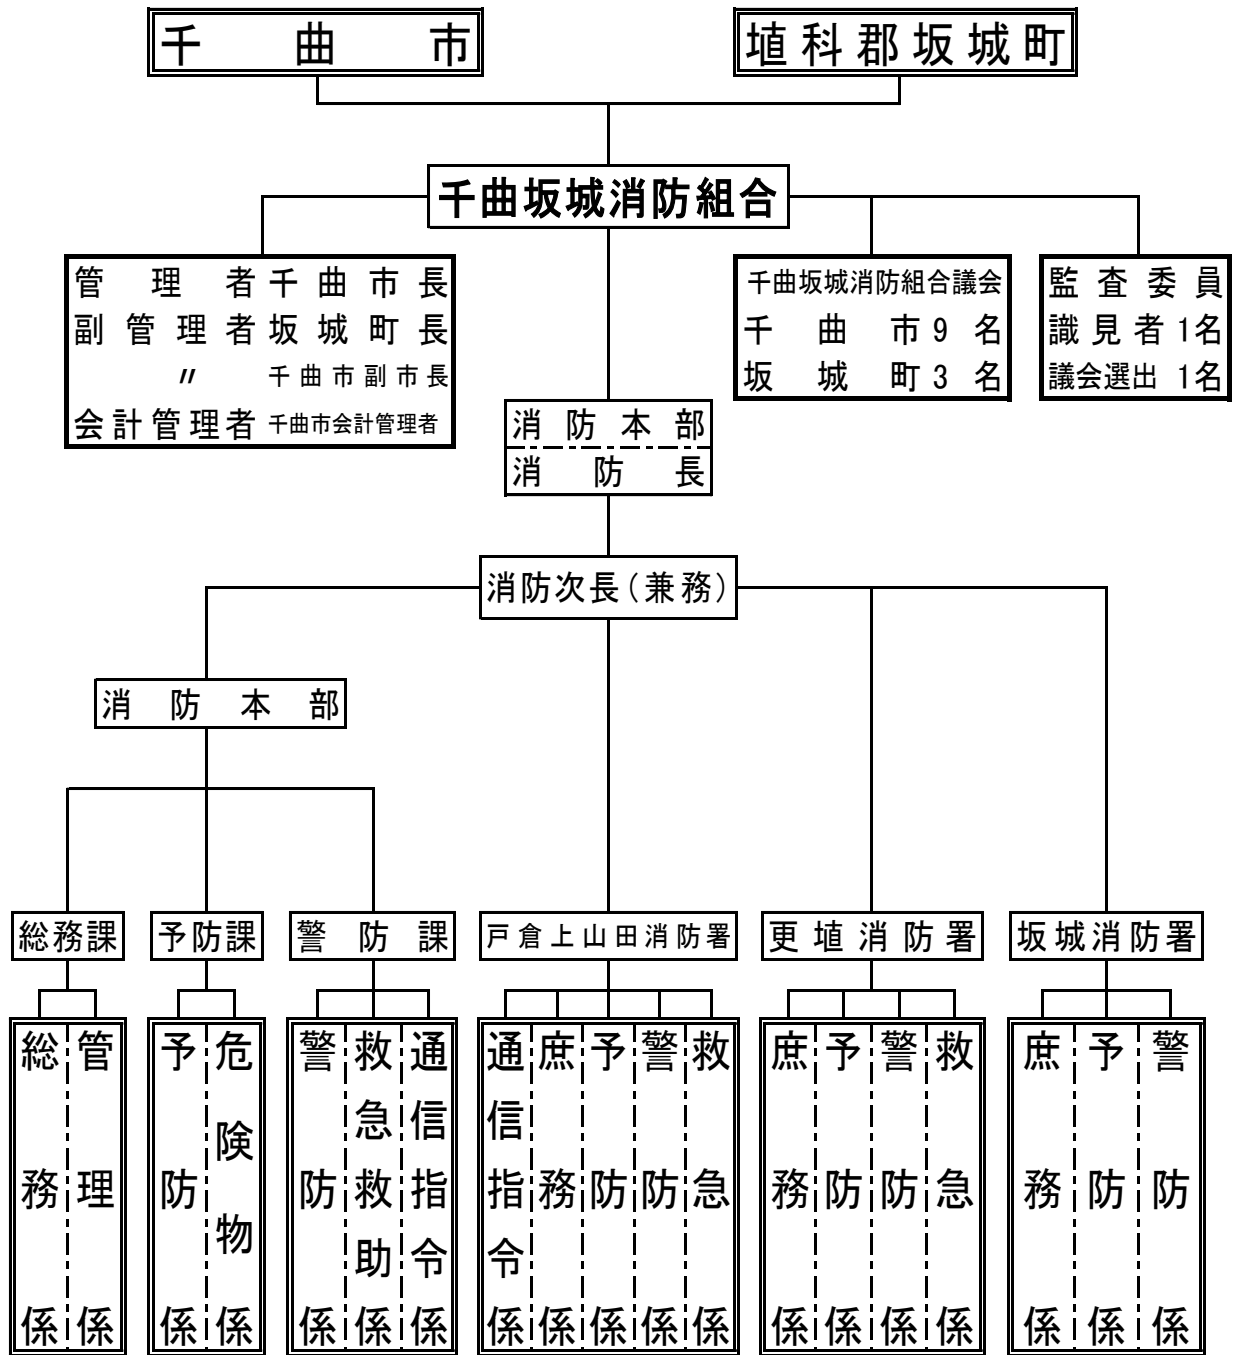 千曲市
埴科郡坂城町
千曲坂城消防組合
管理者 千曲市長
副管理者 坂城町長
〃 千曲市副市長
会計管理者 千曲市会計管理者
千曲坂城消防組合議会
千曲市 9名
坂城町 3名
監査委員
識見者 1名
議会選出 1名
消防本部
消防長
消防次長(兼務)
消防本部
総務課
予防課
警防課
戸倉上山田消防署
更埴消防署
坂城消防署
総務係
管理係
予防係
危険物係
警防係
救急救助係
通信指令係
通信指令係
庶務係
予防係
警防係
救急係
庶務係
予防係
警防係
救急係
庶務係
予防係
警防係